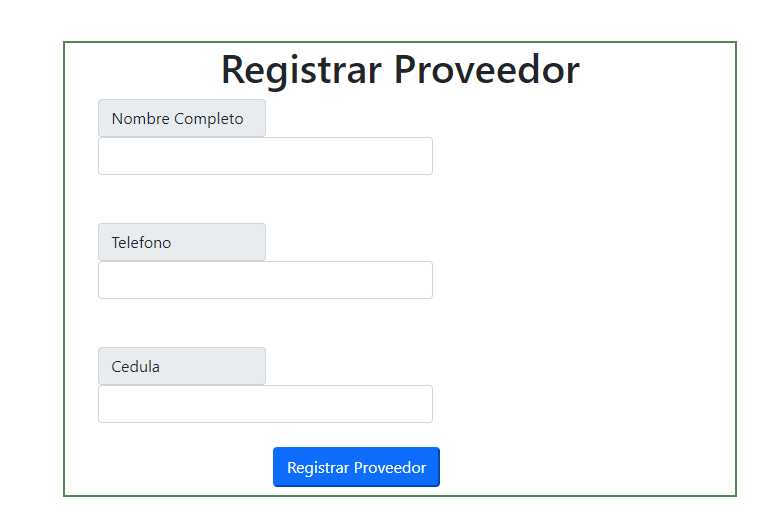 Registrar Proveedor
Nombre Completo
Telefono
Cedula
Registrar Proveedor